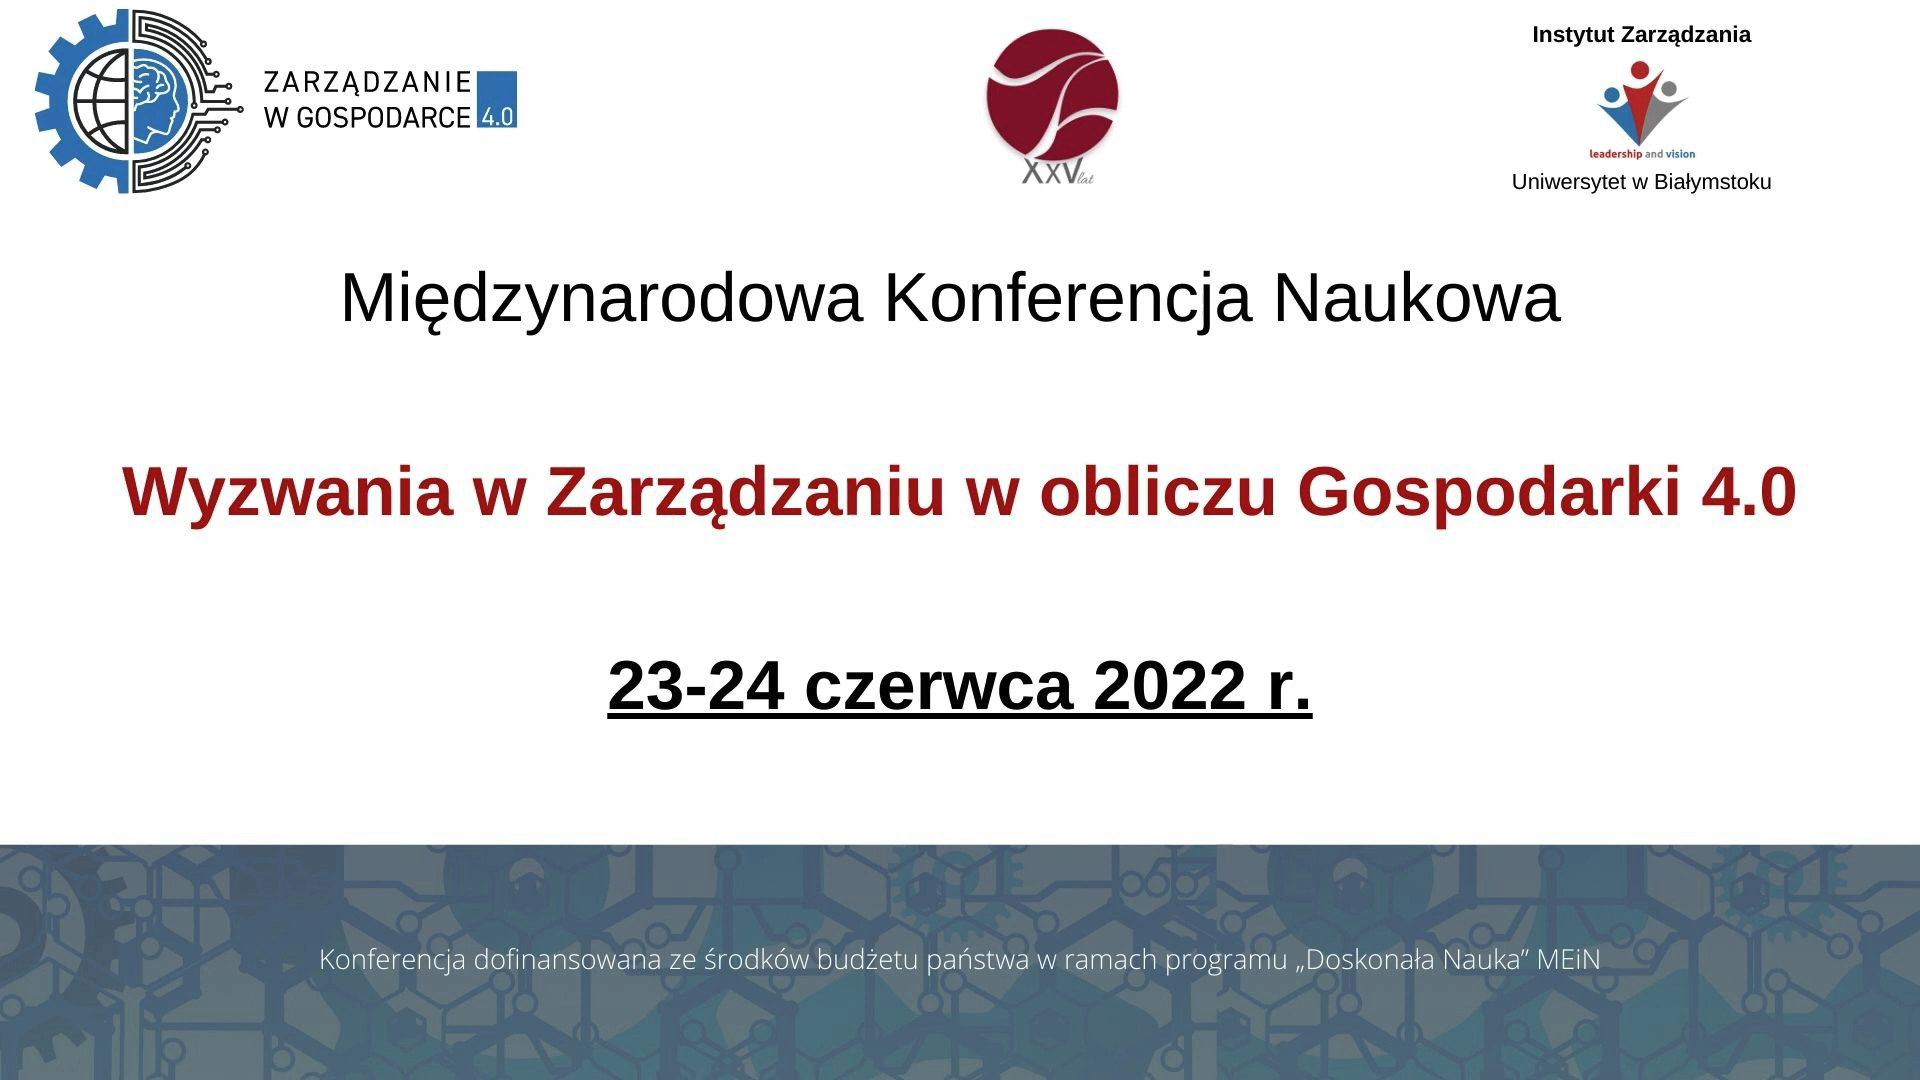 ZARZĄDZANIE
W GOSPODARCE 4.0
XXV lat
Instytut Zarządzania
leadership and vision
Uniwersytet w Białymstoku
Międzynarodowa Konferencja Naukowa
Wyzwania w Zarządzaniu w obliczu Gospodarki 4.0
23-24 czerwca 2022 r.
Konferencja dofinansowana ze środków budżetu państwa w ramach programu „Doskonała Nauka” MEiN